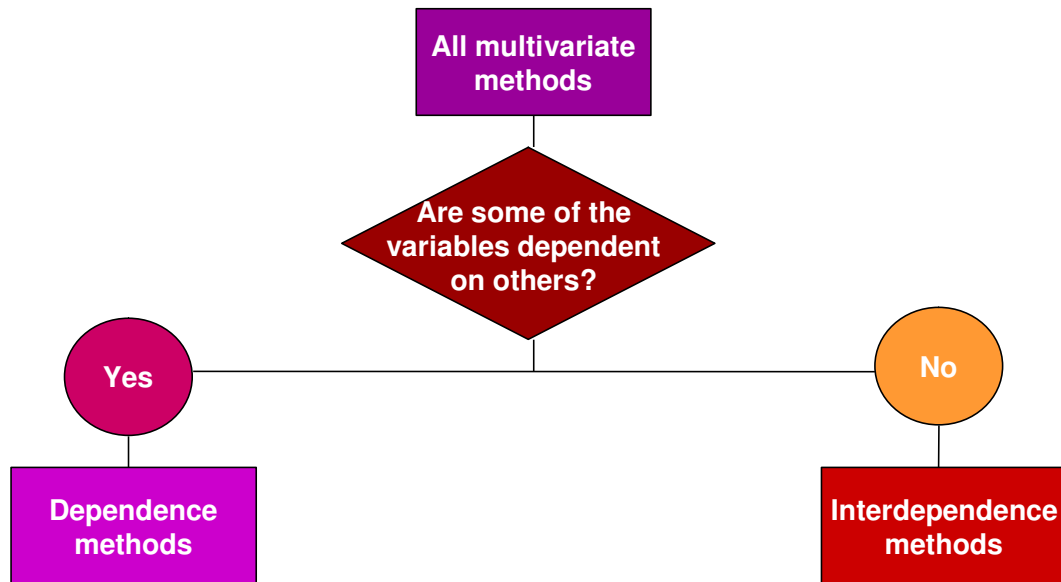 All multivariate
methods
Are some of the
variables dependent
on others?
Yes
No
Dependence
methods
Interdependence
methods